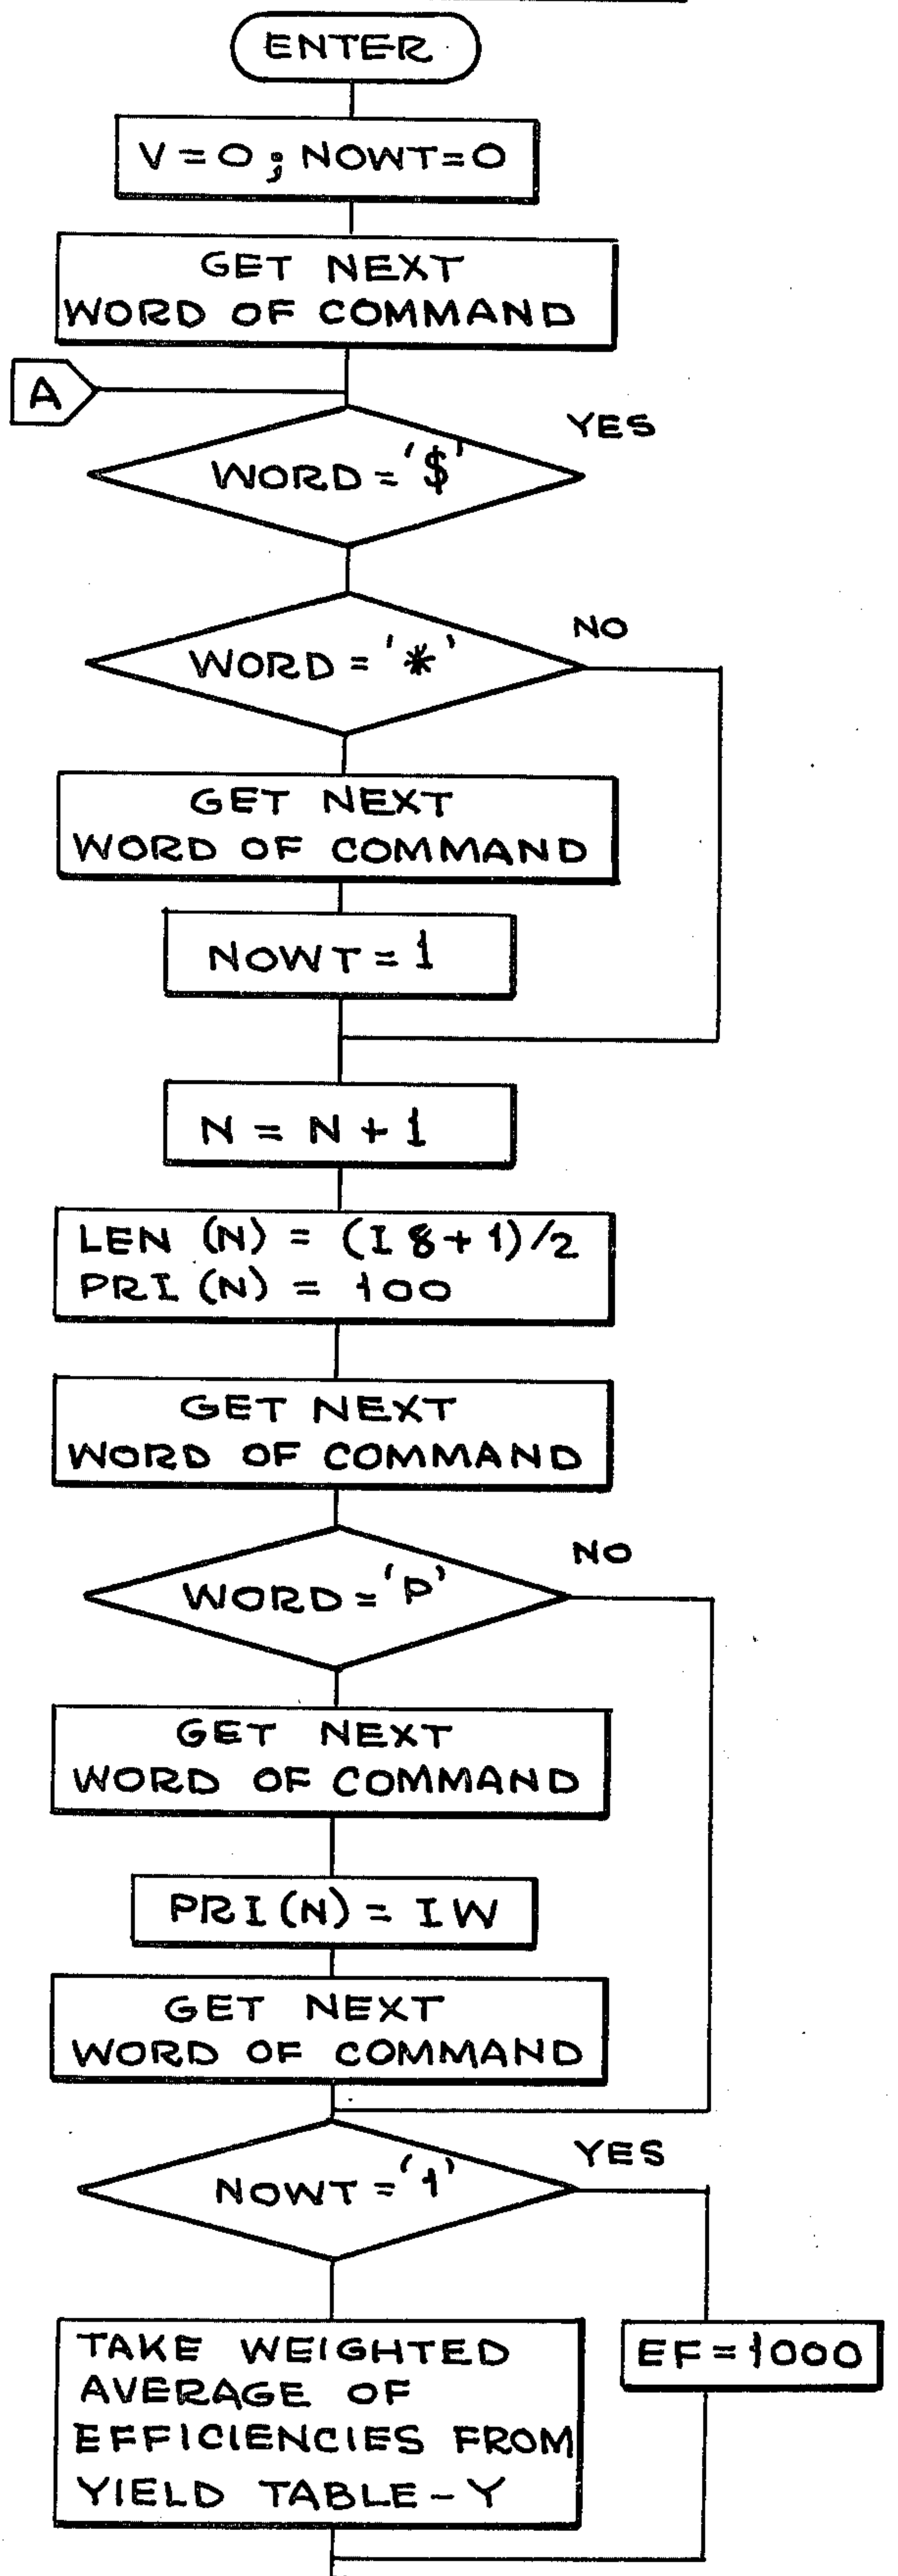 ENTER
V=0; NOWT=0
GET NEXT
WORD OF COMMAND
A
YES
WORD = '$'
NO
WORD = '*'
GET NEXT
WORD OF COMMAND
NOWT = 1
N = N + 1
LEN (N) = (I8+1)/2
PRI (N) = 100
GET NEXT
WORD OF COMMAND
NO
WORD = 'P'
GET NEXT
WORD OF COMMAND
PRI(N) = IW
GET NEXT
WORD OF COMMAND
YES
NOWT = '1'
TAKE WEIGHTED
AVERAGE OF
EFFICIENCIES FROM
YIELD TABLE-Y
EF=1000